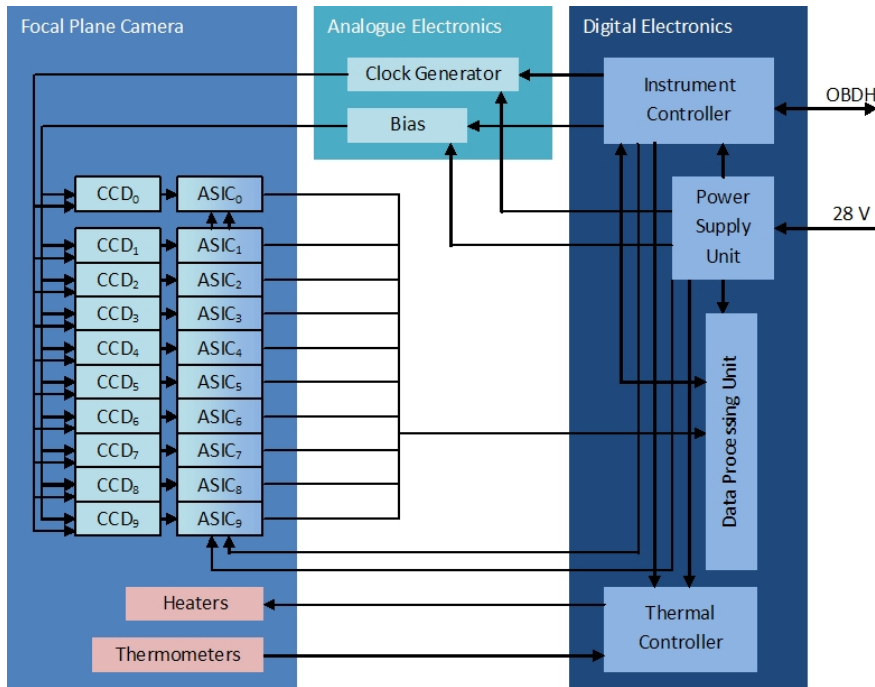 Focal Plane Camera
Analogue Electronics
Digital Electronics
Clock Generator
Bias
Instrument
Controller
OBDH
Power
Supply
Unit
28 V
CCD₀ ASIC₀
CCD₁ ASIC₁
CCD₂ ASIC₂
CCD₃ ASIC₃
CCD₄ ASIC₄
CCD₅ ASIC₅
CCD₆ ASIC₆
CCD₇ ASIC₇
CCD₈ ASIC₈
CCD₉ ASIC₉
Data Processing Unit
Heaters
Thermometers
Thermal
Controller